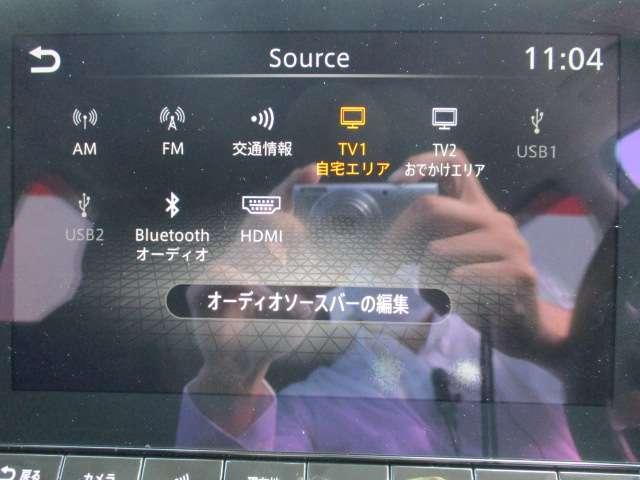 Source
11:04
AM
FM
交通情報
TV1
自宅エリア
TV2
おでかけエリア
USB1
USB2
Bluetooth
オーディオ
HDMI
オーディオソースバーの編集
戻る
カメラ